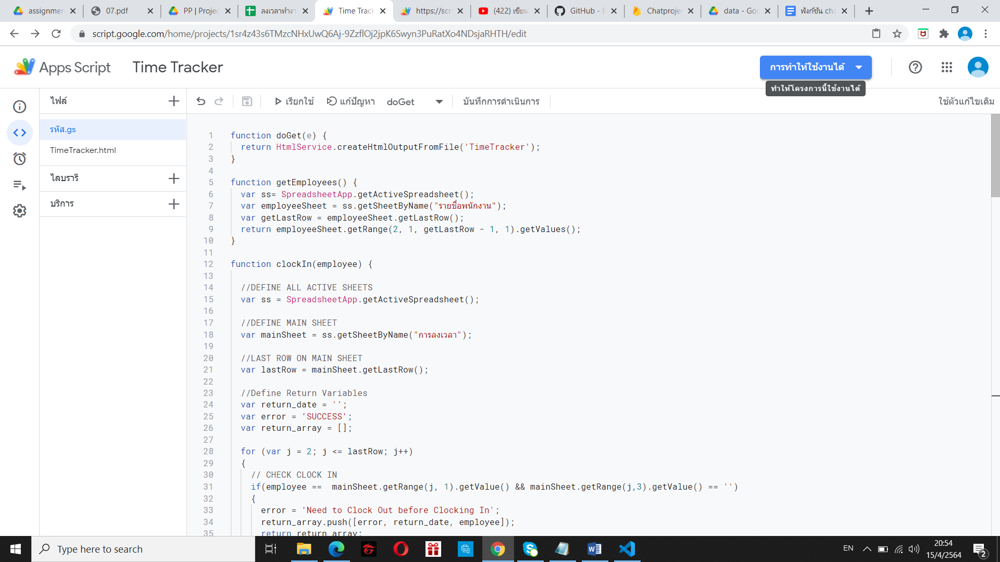 assignmen
07.pdf
PP | Projec
ลงเวลาทำงา
Time Track
https://scr
(422) เขียน
GitHub - E
Chatproje
data - Goo
ฟังก์ชัน cha
script.google.com/home/projects/1sr4z43s6TMzcNHxUwQ6Aj-9ZzflOj2jpK6Swyn3PuRatXo4NDsjaRHTH/edit
Apps Script
Time Tracker
การทำให้ใช้งานได้
ทำให้โครงการนี้ใช้งานได้
ไฟล์
เรียกใช้
แก้ปัญหา
doGet
บันทึกการดำเนินการ
ใช้ตัวแก้ไขเดิม
รหัส.gs
TimeTracker.html
ไลบรารี
บริการ
1 function doGet(e) {
2 return HtmlService.createHtmlOutputFromFile('TimeTracker');
3 }
4
5 function getEmployees() {
6 var ss= SpreadsheetApp.getActiveSpreadsheet();
7 var employeeSheet = ss.getSheetByName("รายชื่อพนักงาน");
8 var getLastRow = employeeSheet.getLastRow();
9 return employeeSheet.getRange(2, 1, getLastRow - 1, 1).getValues();
10 }
11
12 function clockIn(employee) {
13
14 //DEFINE ALL ACTIVE SHEETS
15 var ss = SpreadsheetApp.getActiveSpreadsheet();
16
17 //DEFINE MAIN SHEET
18 var mainSheet = ss.getSheetByName("การลงเวลา");
19
20 //LAST ROW ON MAIN SHEET
21 var lastRow = mainSheet.getLastRow();
22
23 //Define Return Variables
24 var return_date = '';
25 var error = 'SUCCESS';
26 var return_array = [];
27
28 for (var j = 2; j <= lastRow; j++)
29 {
30 // CHECK CLOCK IN
31 if(employee ==  mainSheet.getRange(j, 1).getValue() && mainSheet.getRange(j,3).getValue() == '')
32 {
33 error = 'Need to Clock Out before Clocking In';
34 return_array.push([error, return_date, employee]);
35 return return_array;
Type here to search
EN
20:54
15/4/2564
2